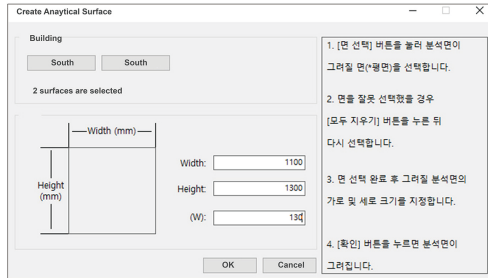 Create Anaytical Surface
Building
South South
2 surfaces are selected
Width (mm)
Height
(mm)
Width: 1100
Height: 1300
(W): 130
OK Cancel
1. [면 선택] 버튼을 눌러 분석면이
그려질 면(*평면)을 선택합니다.
2. 면을 잘못 선택했을 경우
[모두 지우기] 버튼을 누른 뒤
다시 선택합니다.
3. 면 선택 완료 후 그려질 분석면의
가로 및 세로 크기를 지정합니다.
4. [확인] 버튼을 누르면 분석면이
그려집니다.